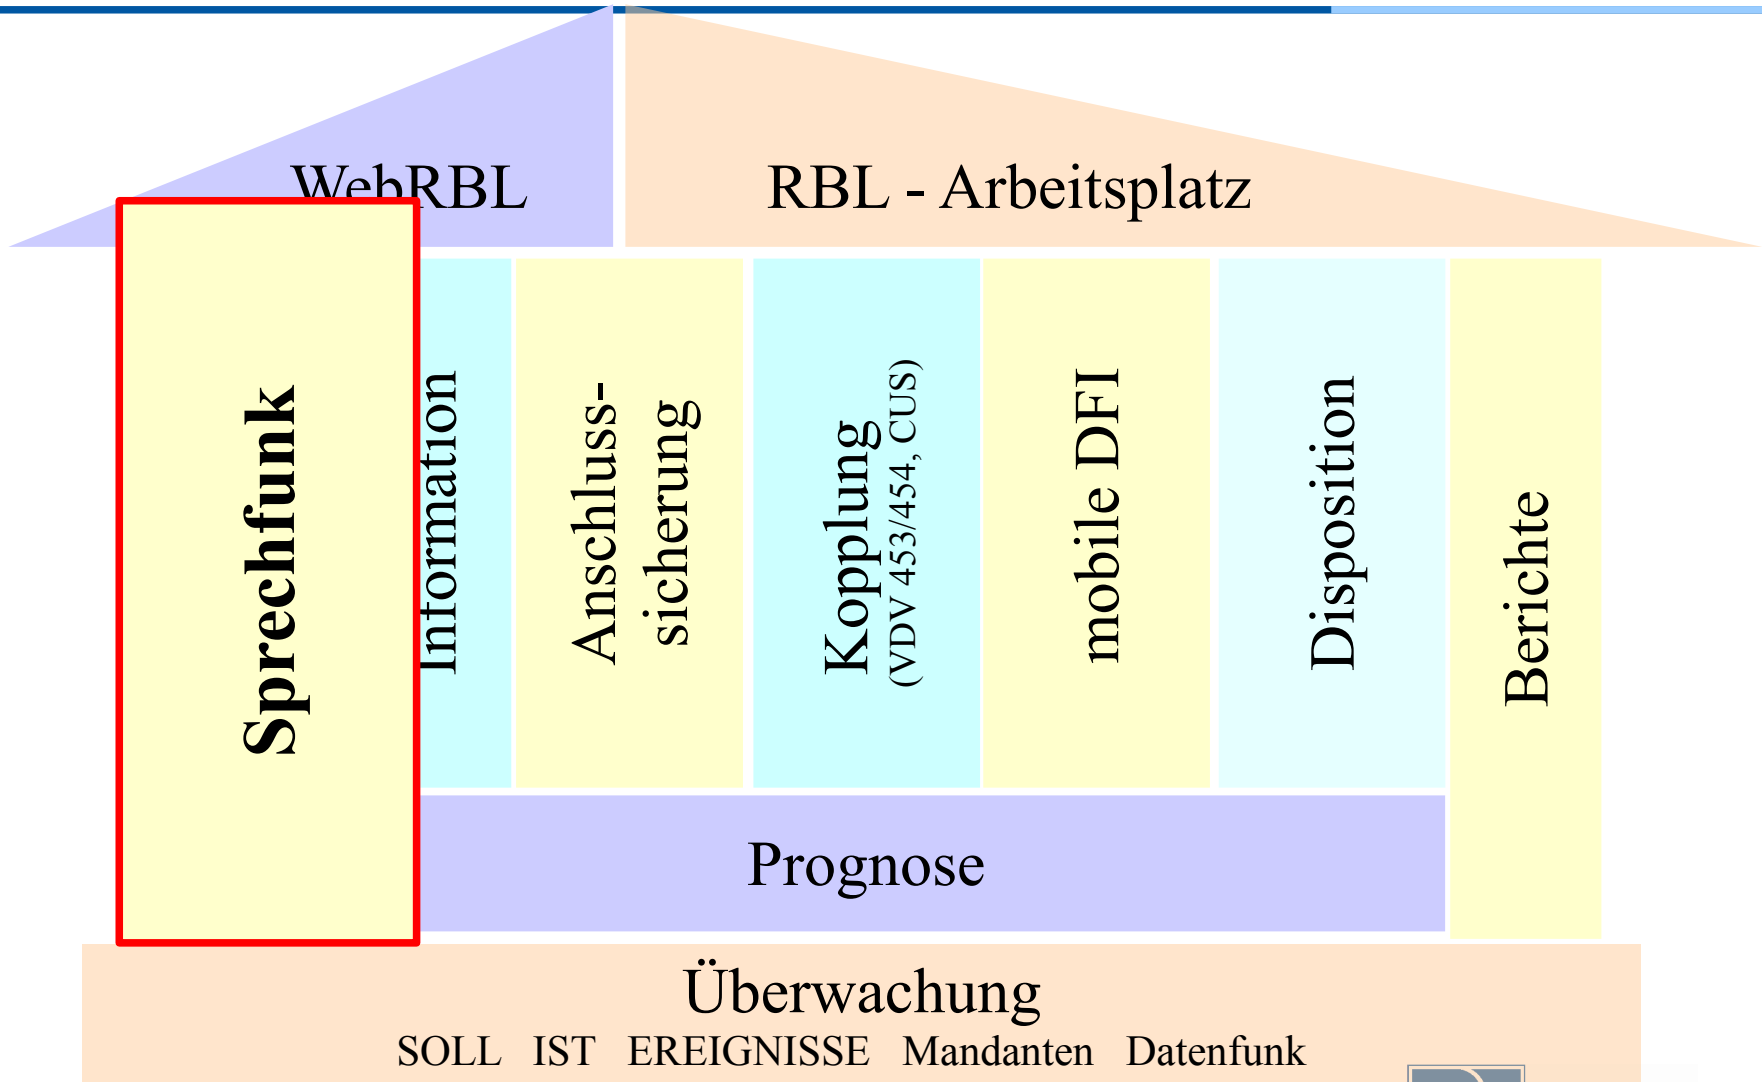 WebRBL
RBL - Arbeitsplatz
Sprechfunk
Information
Anschluss-
sicherung
Kopplung
(VDV 453/454, CUS)
mobile DFI
Disposition
Berichte
Prognose
Überwachung
SOLL IST EREIGNISSE Mandanten Datenfunk